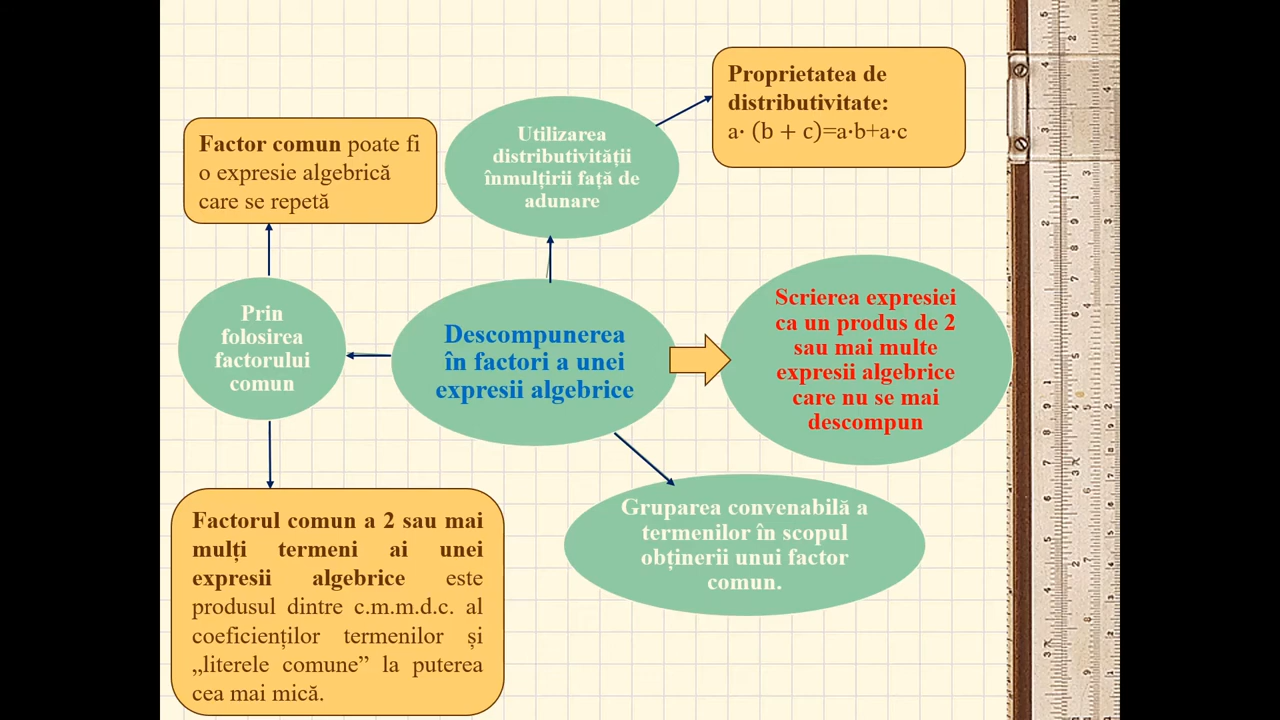 Proprietatea de
distributivitate:
a· (b + c)=a·b+a·c
Utilizarea
distributivității
înmulțirii față de
adunare
Factor comun poate fi
o expresie algebrică
care se repetă
Prin
folosirea
factorului
comun
Descompunerea
în factori a unei
expresii algebrice
Scrierea expresiei
ca un produs de 2
sau mai multe
expresii algebrice
care nu se mai
descompun
Gruparea convenabilă a
termenilor în scopul
obținerii unui factor
comun.
Factorul comun a 2 sau mai
mulți termeni ai unei
expresii algebrice este
produsul dintre c.m.m.d.c. al
coeficienților termenilor și
„literele comune” la puterea
cea mai mică.